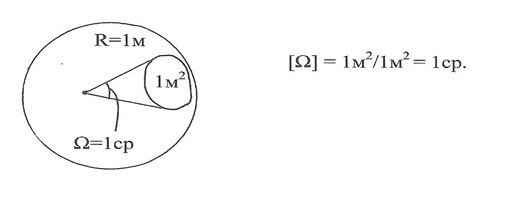 R=1м
1м²
Ω=1ср
[Ω] = 1м²/1м² = 1ср.